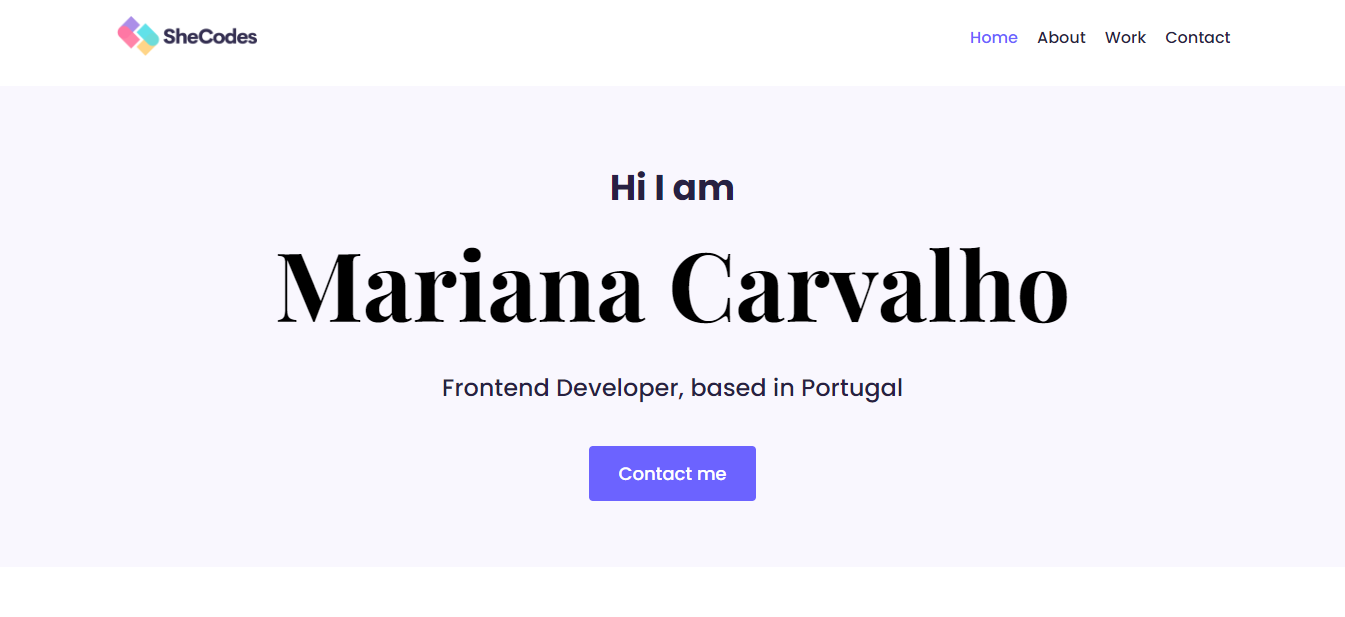 SheCodes
Home About Work Contact
Hi I am
Mariana Carvalho
Frontend Developer, based in Portugal
Contact me